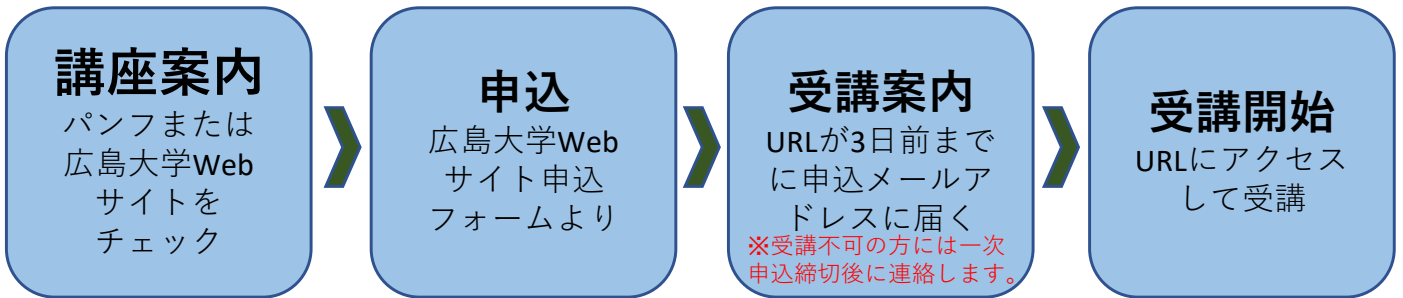 講座案内
パンフまたは
広島大学Web
サイトを
チェック
申込
広島大学Web
サイト申込
フォームより
受講案内
URLが3日前まで
に申込メールア
ドレスに届く
※受講不可の方には一次
申込締切後に連絡します。
受講開始
URLにアクセス
して受講